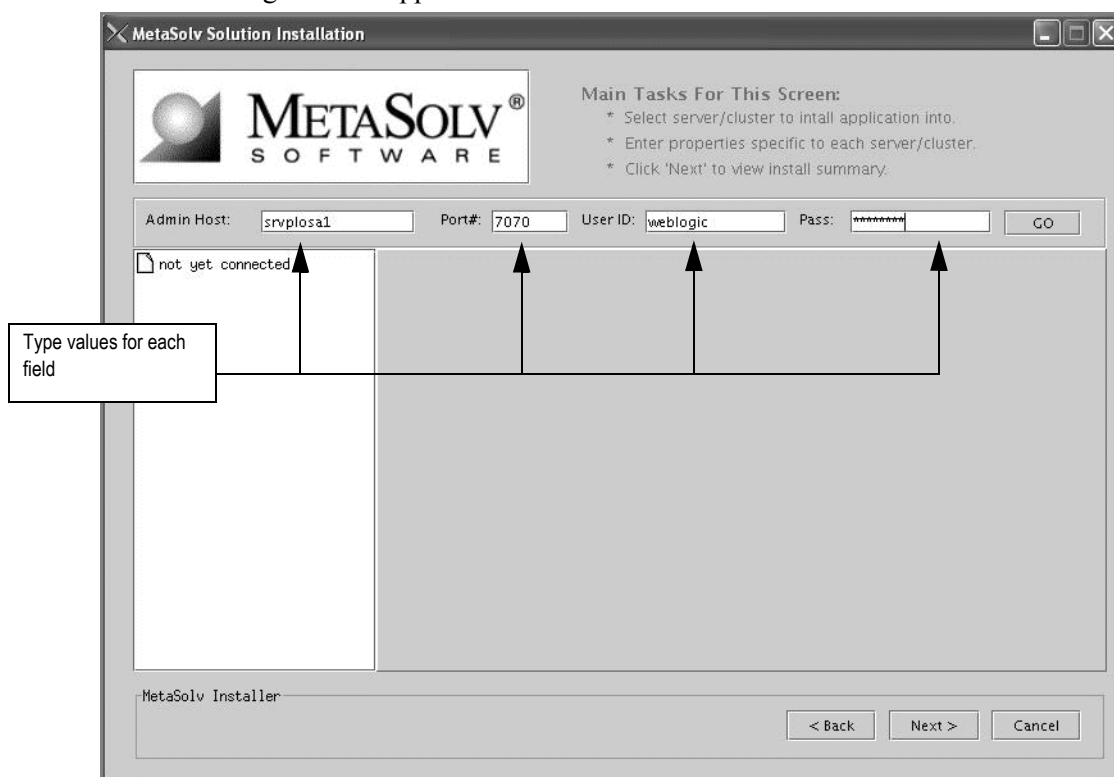 MetaSolv Solution Installation
METASOLV ®
SOFTWARE
Main Tasks For This Screen:
* Select server/cluster to intall application into.
* Enter properties specific to each server/cluster.
* Click 'Next' to view install summary.
Admin Host: srvplosa1 Port#: 7070 User ID: weblogic Pass: ******** GO
not yet connected
Type values for each
field
MetaSolv Installer
< Back Next > Cancel